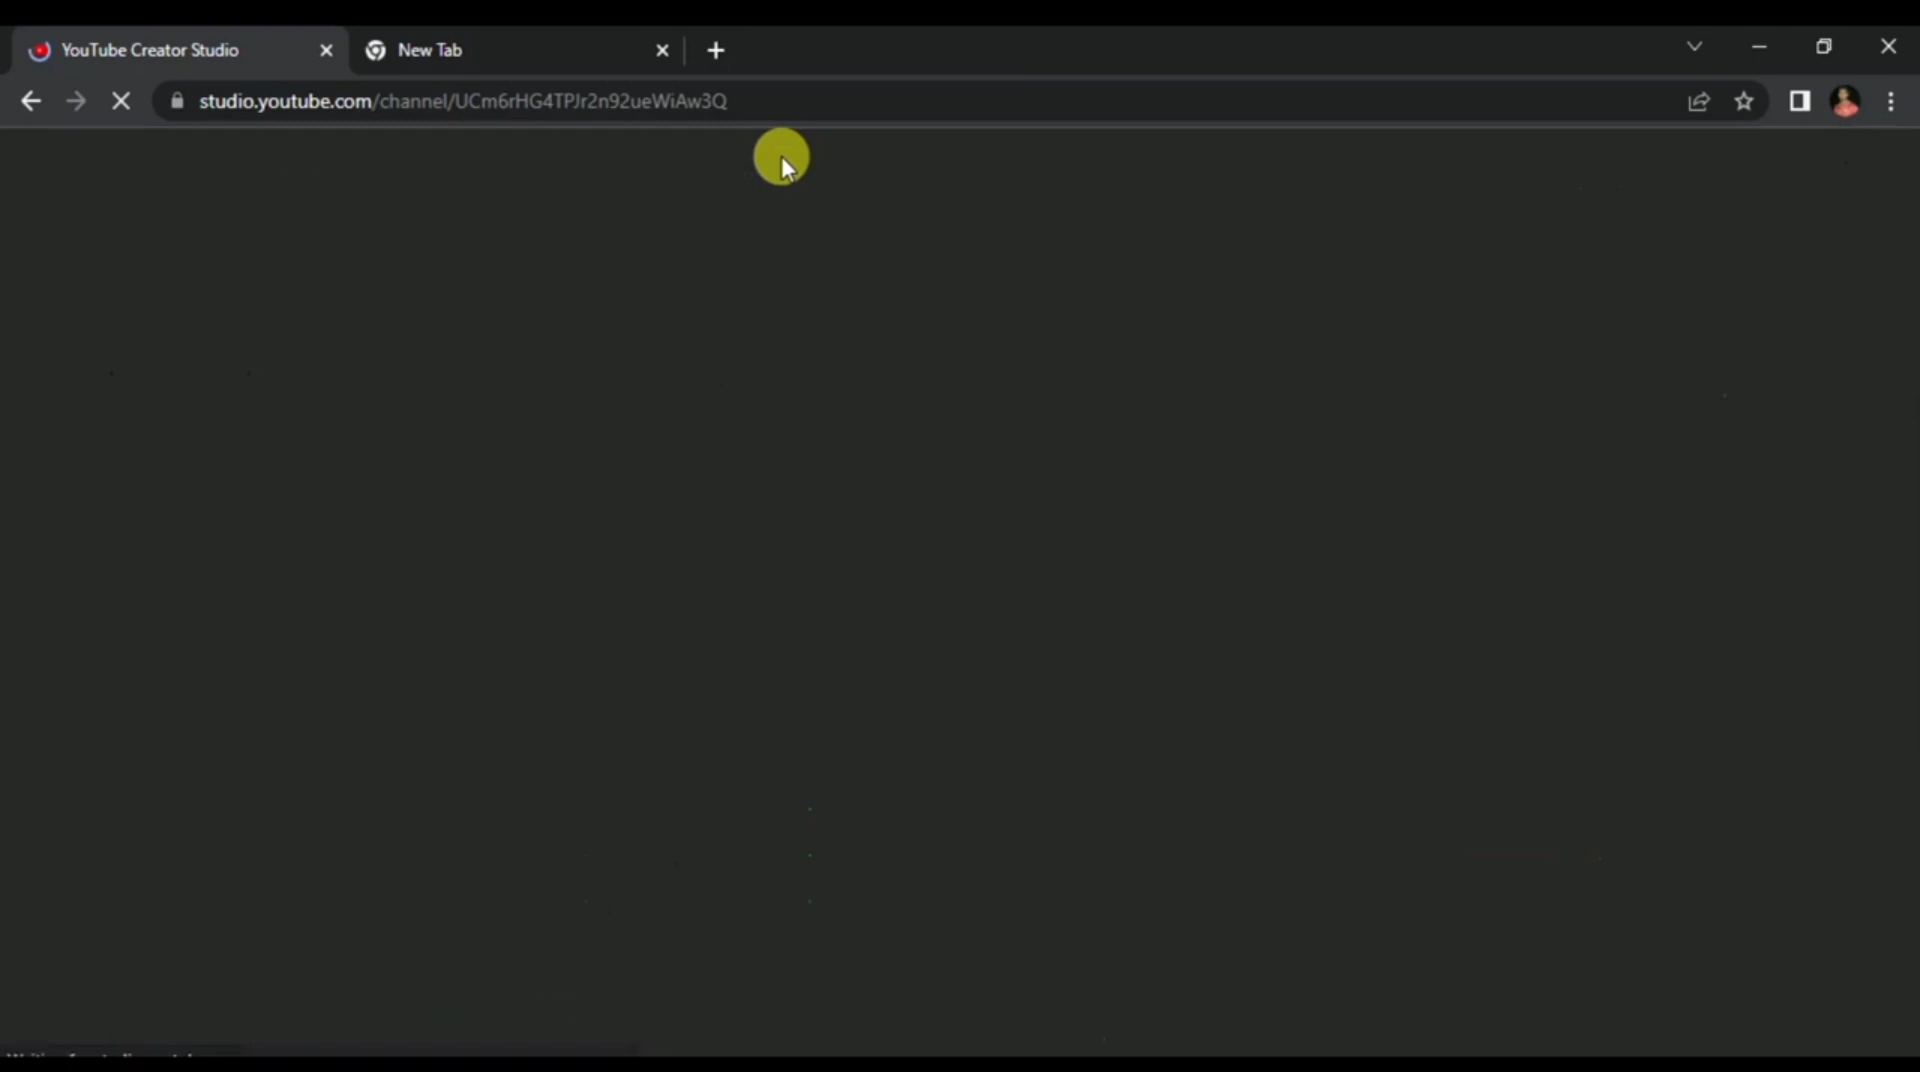 YouTube Creator Studio
New Tab
studio.youtube.com/channel/UCm6rHG4TPJr2n92ueWiAw3Q